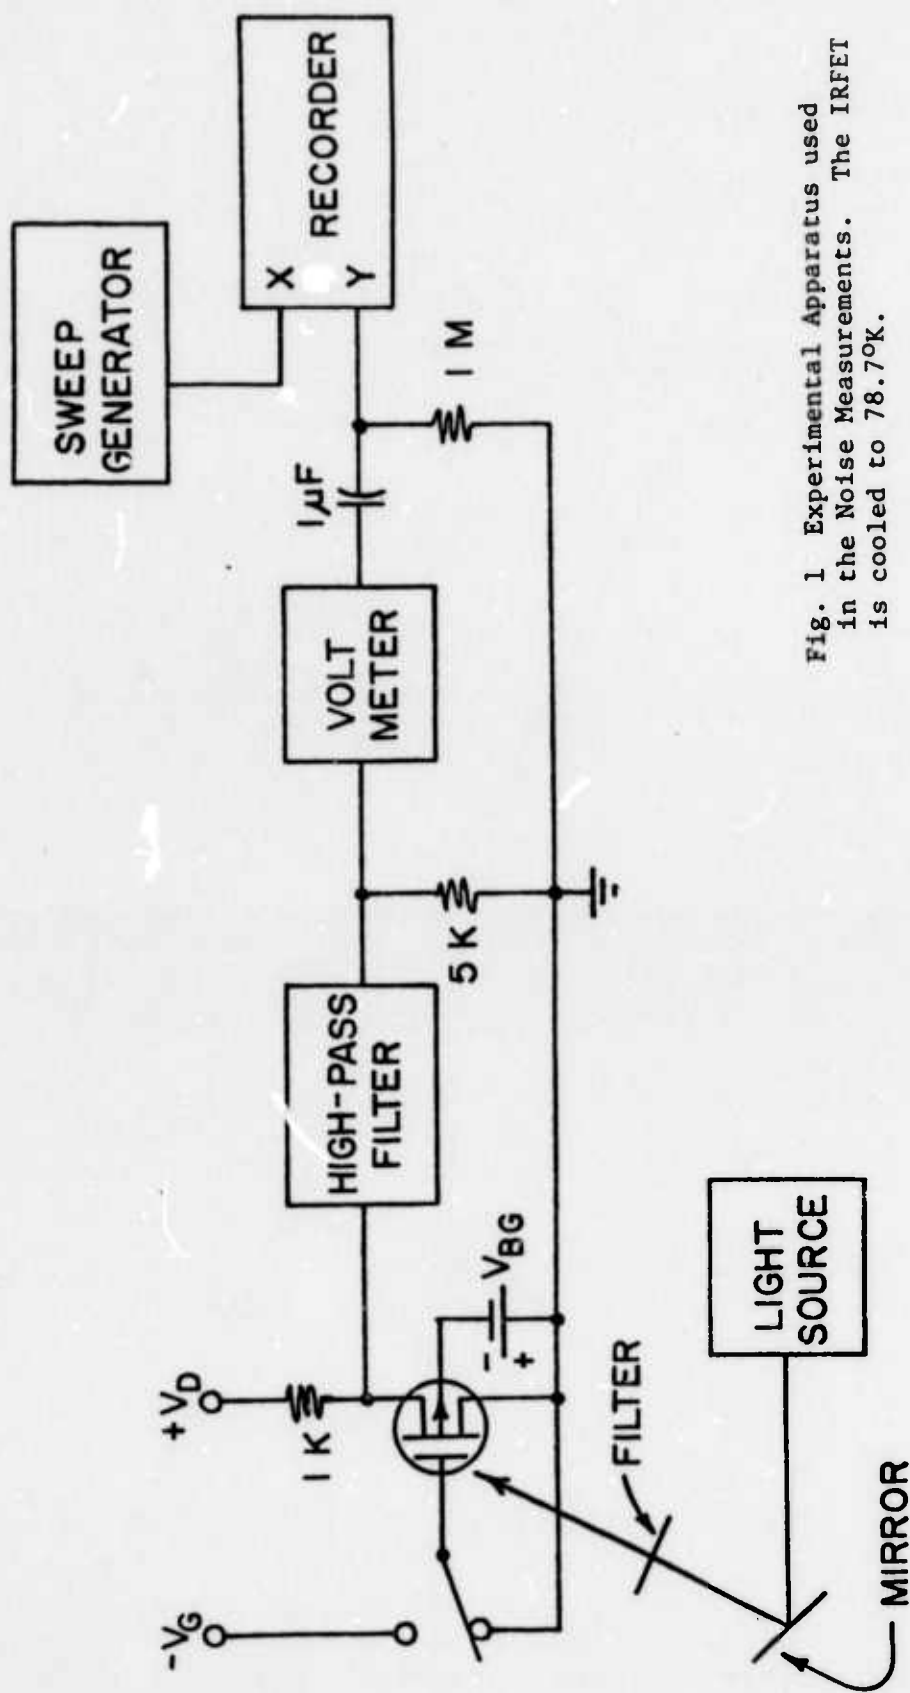 SWEEP
GENERATOR
X
Y
RECORDER
1µF
1 M
VOLT
METER
5 K
HIGH-PASS
FILTER
+VD
1 K
-VG
- VBG
+
FILTER
LIGHT
SOURCE
MIRROR
Fig. 1 Experimental Apparatus used
in the Noise Measurements. The IRFET
is cooled to 78.7ºK.